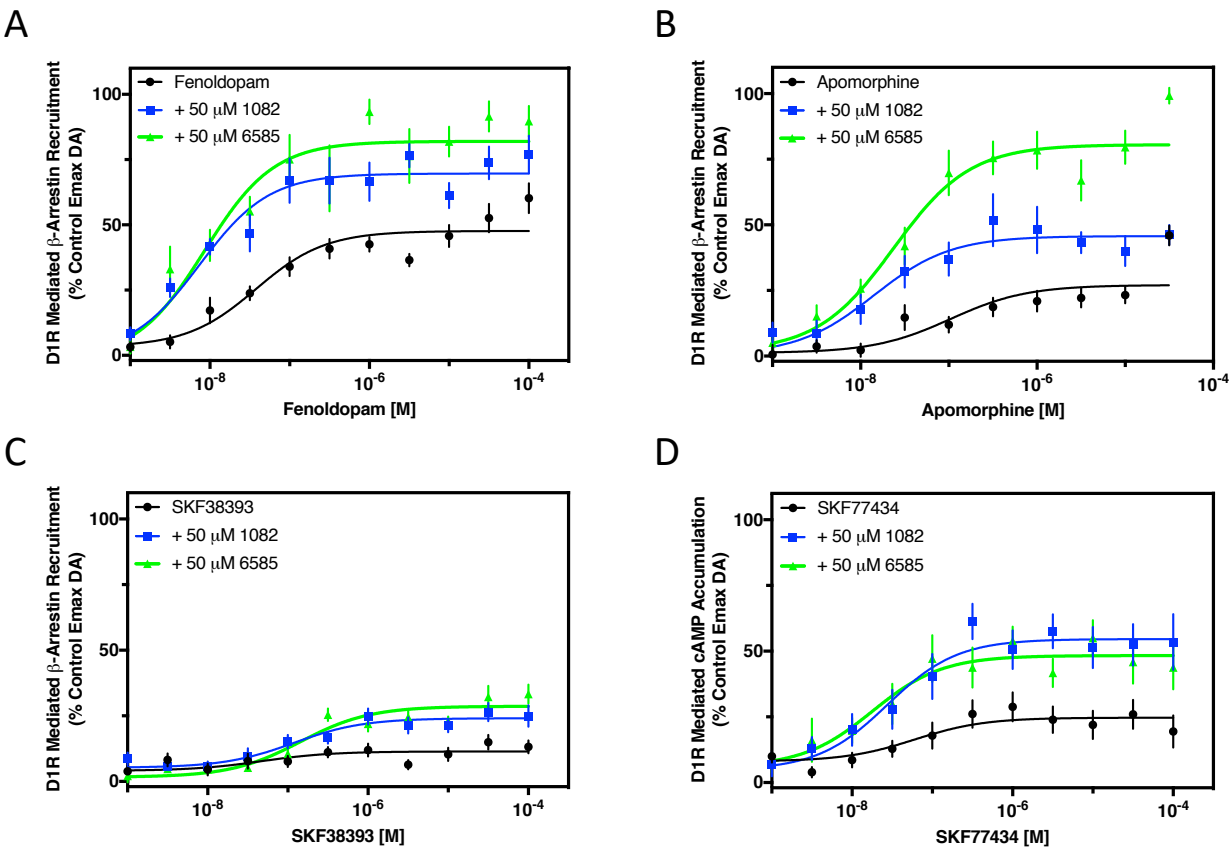 A
D1R Mediated β-Arrestin Recruitment
(% Control Emax DA)
100
50
0
Fenoldopam
+ 50 μM 1082
+ 50 μM 6585
10-8
10-6
10-4
Fenoldopam [M]
B
D1R Mediated β-Arrestin Recruitment
(% Control Emax DA)
100
50
0
Apomorphine
+ 50 μM 1082
+ 50 μM 6585
10-8
10-6
10-4
Apomorphine [M]
C
D1R Mediated β-Arrestin Recruitment
(% Control Emax DA)
100
50
0
SKF38393
+ 50 μM 1082
+ 50 μM 6585
10-8
10-6
10-4
SKF38393 [M]
D
D1R Mediated cAMP Accumulation
(% Control Emax DA)
100
50
0
SKF77434
+ 50 μM 1082
+ 50 μM 6585
10-8
10-6
10-4
SKF77434 [M]